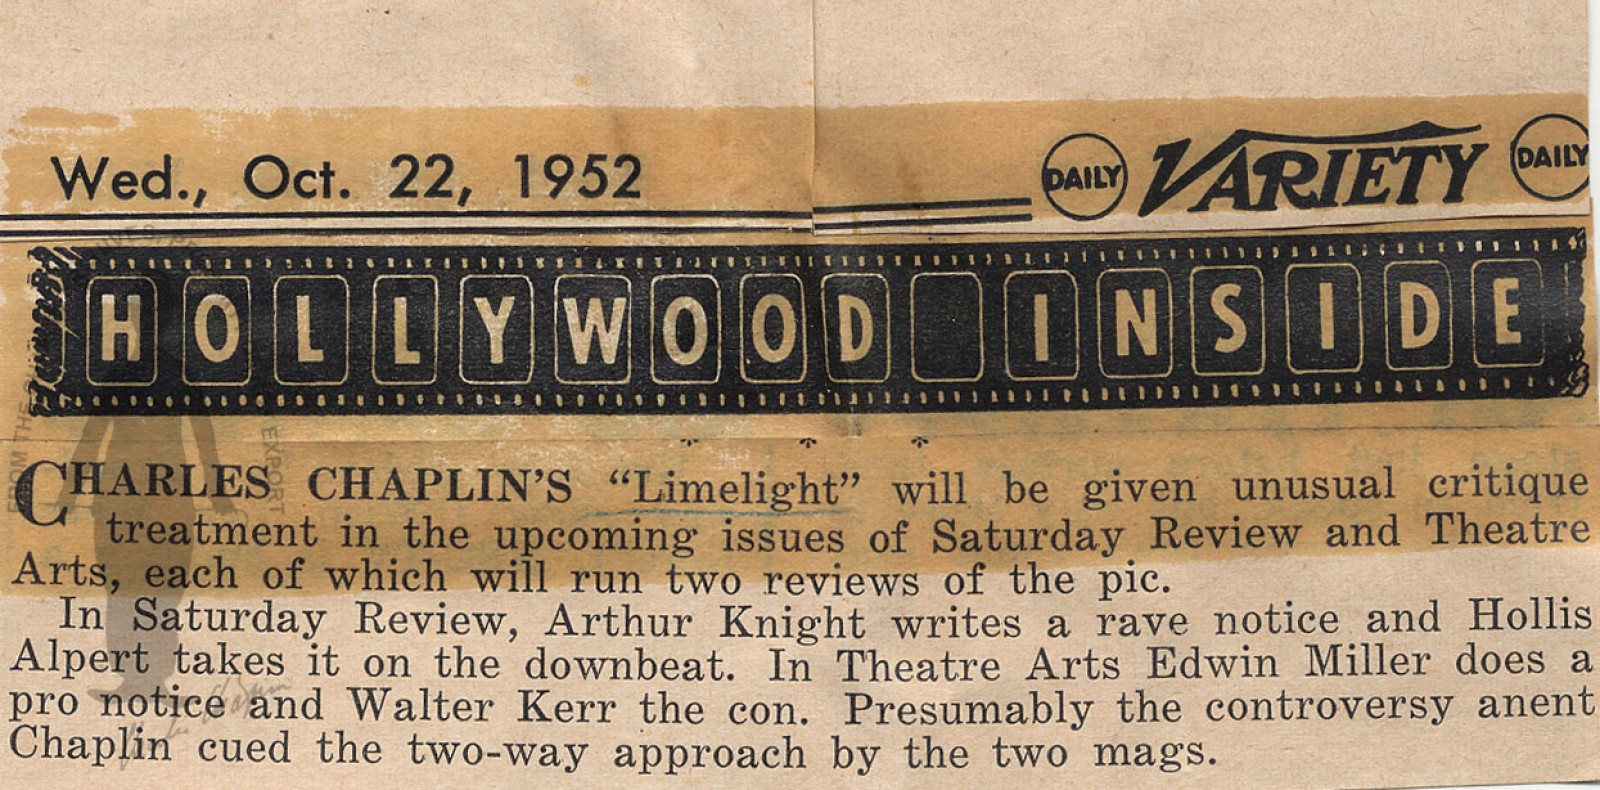 Wed., Oct. 22, 1952
DAILY VARIETY DAILY
HOLLYWOOD INSIDE
* * *
CHARLES CHAPLIN'S “Limelight” will be given unusual critique
treatment in the upcoming issues of Saturday Review and Theatre
Arts, each of which will run two reviews of the pic.
In Saturday Review, Arthur Knight writes a rave notice and Hollis
Alpert takes it on the downbeat. In Theatre Arts Edwin Miller does a
pro notice and Walter Kerr the con. Presumably the controversy anent
Chaplin cued the two-way approach by the two mags.
FROM THE
EXPORT